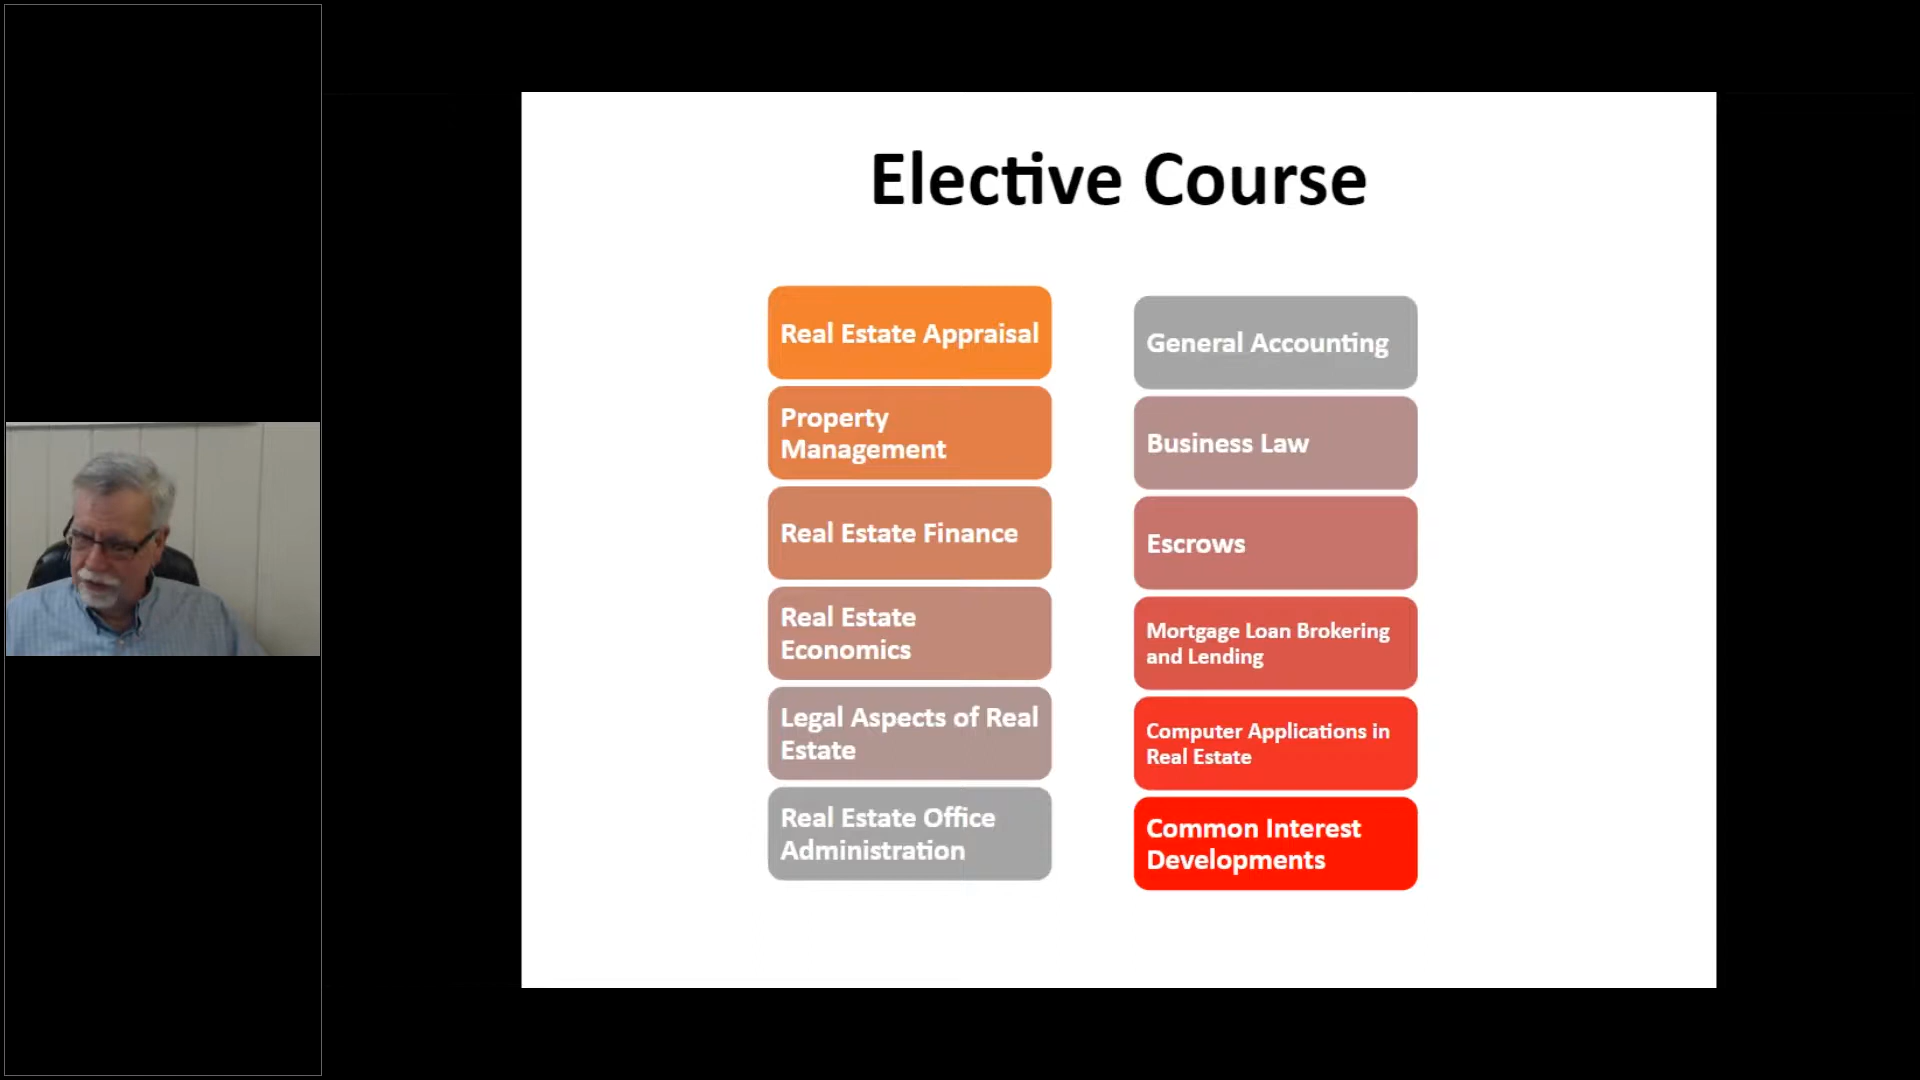 Elective Course
Real Estate Appraisal
Property
Management
Real Estate Finance
Real Estate
Economics
Legal Aspects of Real
Estate
Real Estate Office
Administration
General Accounting
Business Law
Escrows
Mortgage Loan Brokering
and Lending
Computer Applications in
Real Estate
Common Interest
Developments